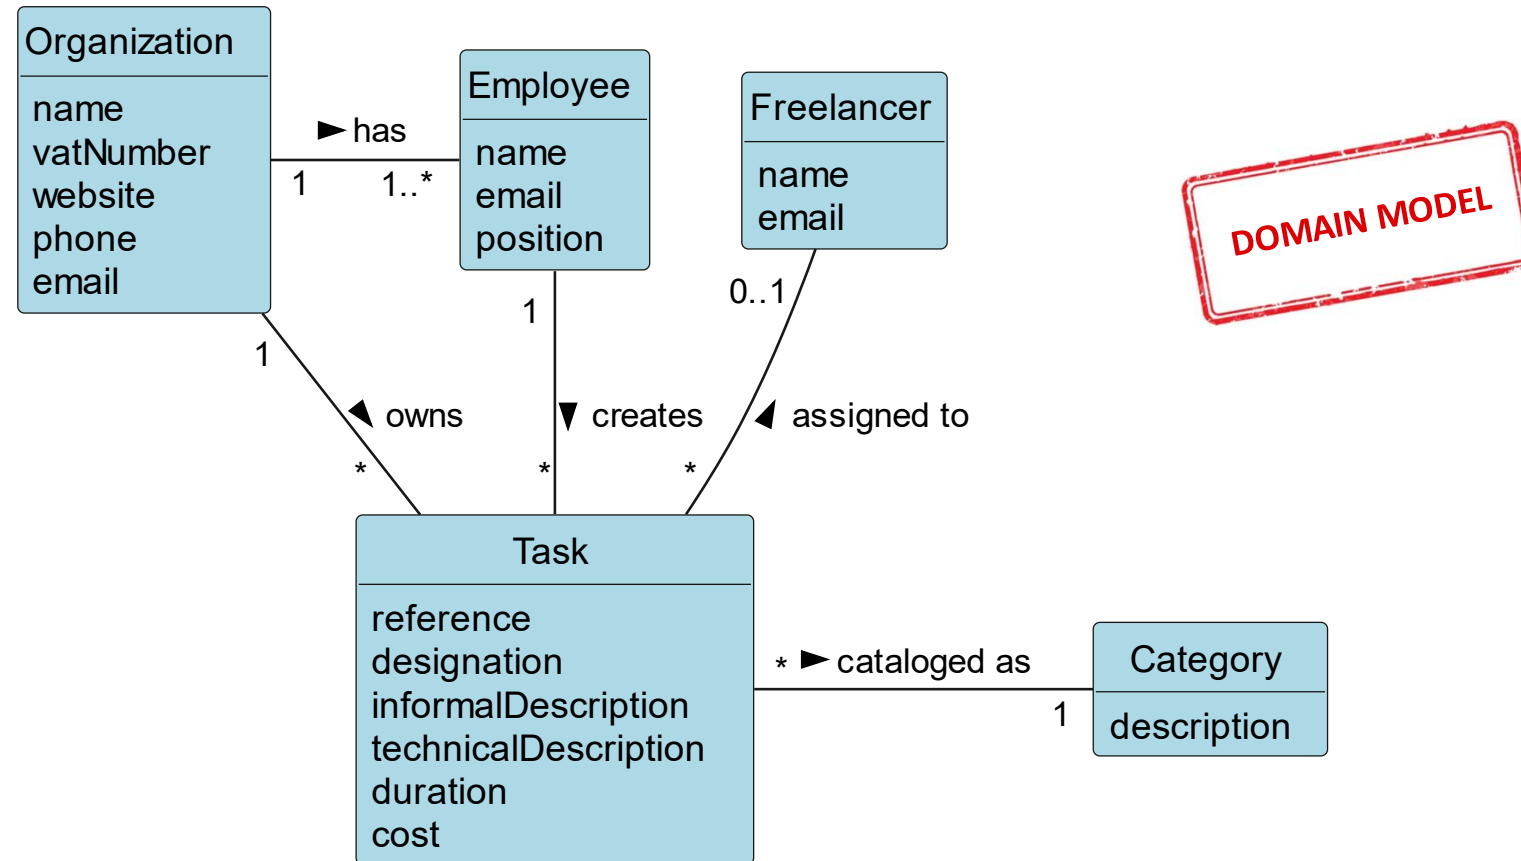 Organization
name
vatNumber
website
phone
email
has
1
1..*
Employee
name
email
position
Freelancer
name
email
DOMAIN MODEL
1
owns
*
1
creates
*
0..1
assigned to
*
Task
reference
designation
informalDescription
technicalDescription
duration
cost
* cataloged as
1
Category
description